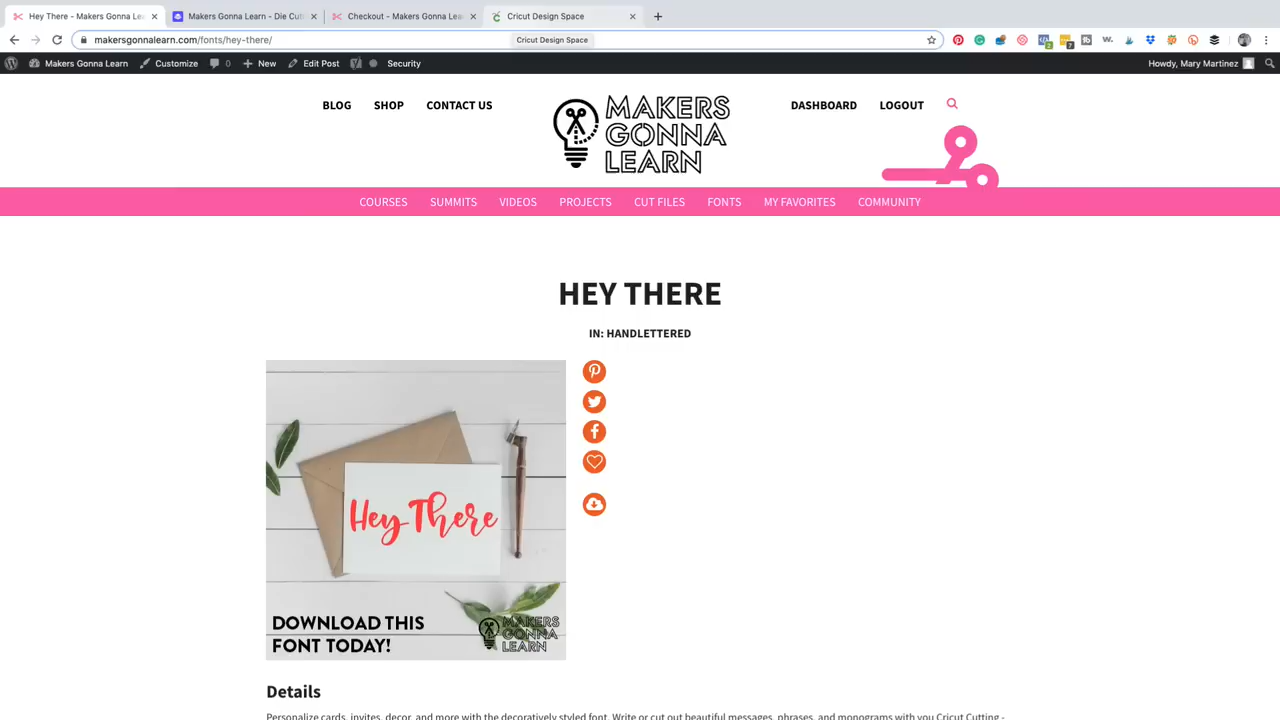 Hey There - Makers Gonna Lea
Makers Gonna Learn - Die Cut
Checkout - Makers Gonna Lear
Cricut Design Space
makersgonnalearn.com/fonts/hey-there/
Cricut Design Space
Makers Gonna Learn
Customize
0
New
Edit Post
Security
Howdy, Mary Martinez
BLOG
SHOP
CONTACT US
MAKERS
GONNA
LEARN
DASHBOARD
LOGOUT
COURSES
SUMMITS
VIDEOS
PROJECTS
CUT FILES
FONTS
MY FAVORITES
COMMUNITY
HEY THERE
IN: HANDLETTERED
Hey There
DOWNLOAD THIS
FONT TODAY!
MAKERS
GONNA
LEARN
Details
Personalize cards, invites, decor, and more with the decoratively styled font. Write or cut out beautiful messages, phrases, and monograms with you Cricut Cutting -